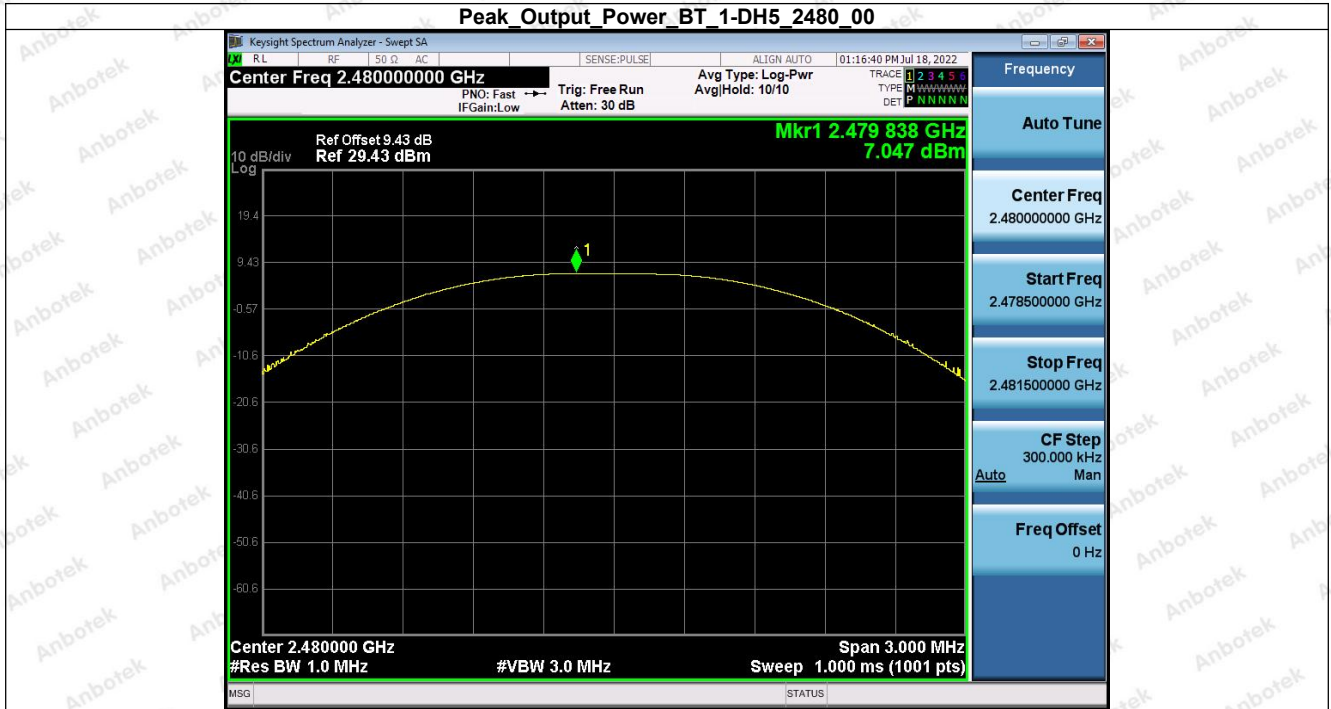 Peak_Output_Power_BT_1-DH5_2480_00
Keysight Spectrum Analyzer - Swept SA
LXI RL RF 50 Ω AC SENSE:PULSE ALIGN AUTO 01:16:40 PM Jul 18, 2022
Center Freq 2.480000000 GHz
PNO: Fast
IFGain:Low
Trig: Free Run
Atten: 30 dB
Avg Type: Log-Pwr
Avg|Hold: 10/10
TRACE 1 2 3 4 5 6
TYPE M WWWWW
DET P N N N N N
Mkr1 2.479 838 GHz
7.047 dBm
Ref Offset 9.43 dB
10 dB/div Ref 29.43 dBm
Log
1
19.4
9.43
-0.57
-10.6
-20.6
-30.6
-40.6
-50.6
-60.6
Center 2.480000 GHz
Span 3.000 MHz
#Res BW 1.0 MHz
#VBW 3.0 MHz
Sweep 1.000 ms (1001 pts)
MSG
STATUS
Frequency
Auto Tune
Center Freq
2.480000000 GHz
Start Freq
2.478500000 GHz
Stop Freq
2.481500000 GHz
CF Step
300.000 kHz
Auto Man
Freq Offset
0 Hz
Anbotek